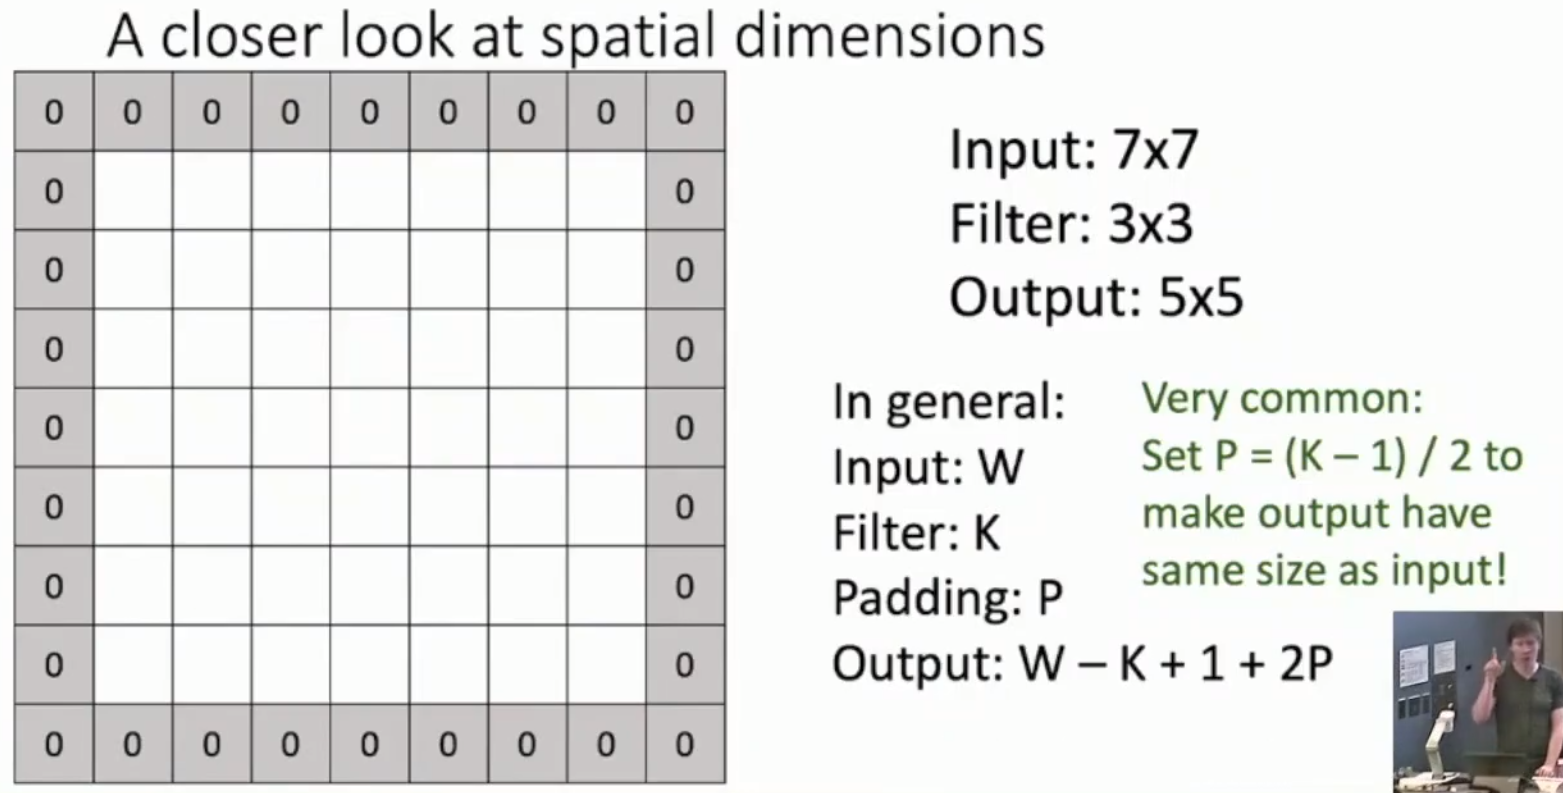 A closer look at spatial dimensions
0 0 0 0 0 0 0 0 0
0 0
0 0
0 0
0 0
0 0
0 0
0 0
0 0 0 0 0 0 0 0 0
Input: 7x7
Filter: 3x3
Output: 5x5
In general:
Input: W
Filter: K
Padding: P
Output: W – K + 1 + 2P
Very common:
Set P = (K – 1) / 2 to
make output have
same size as input!